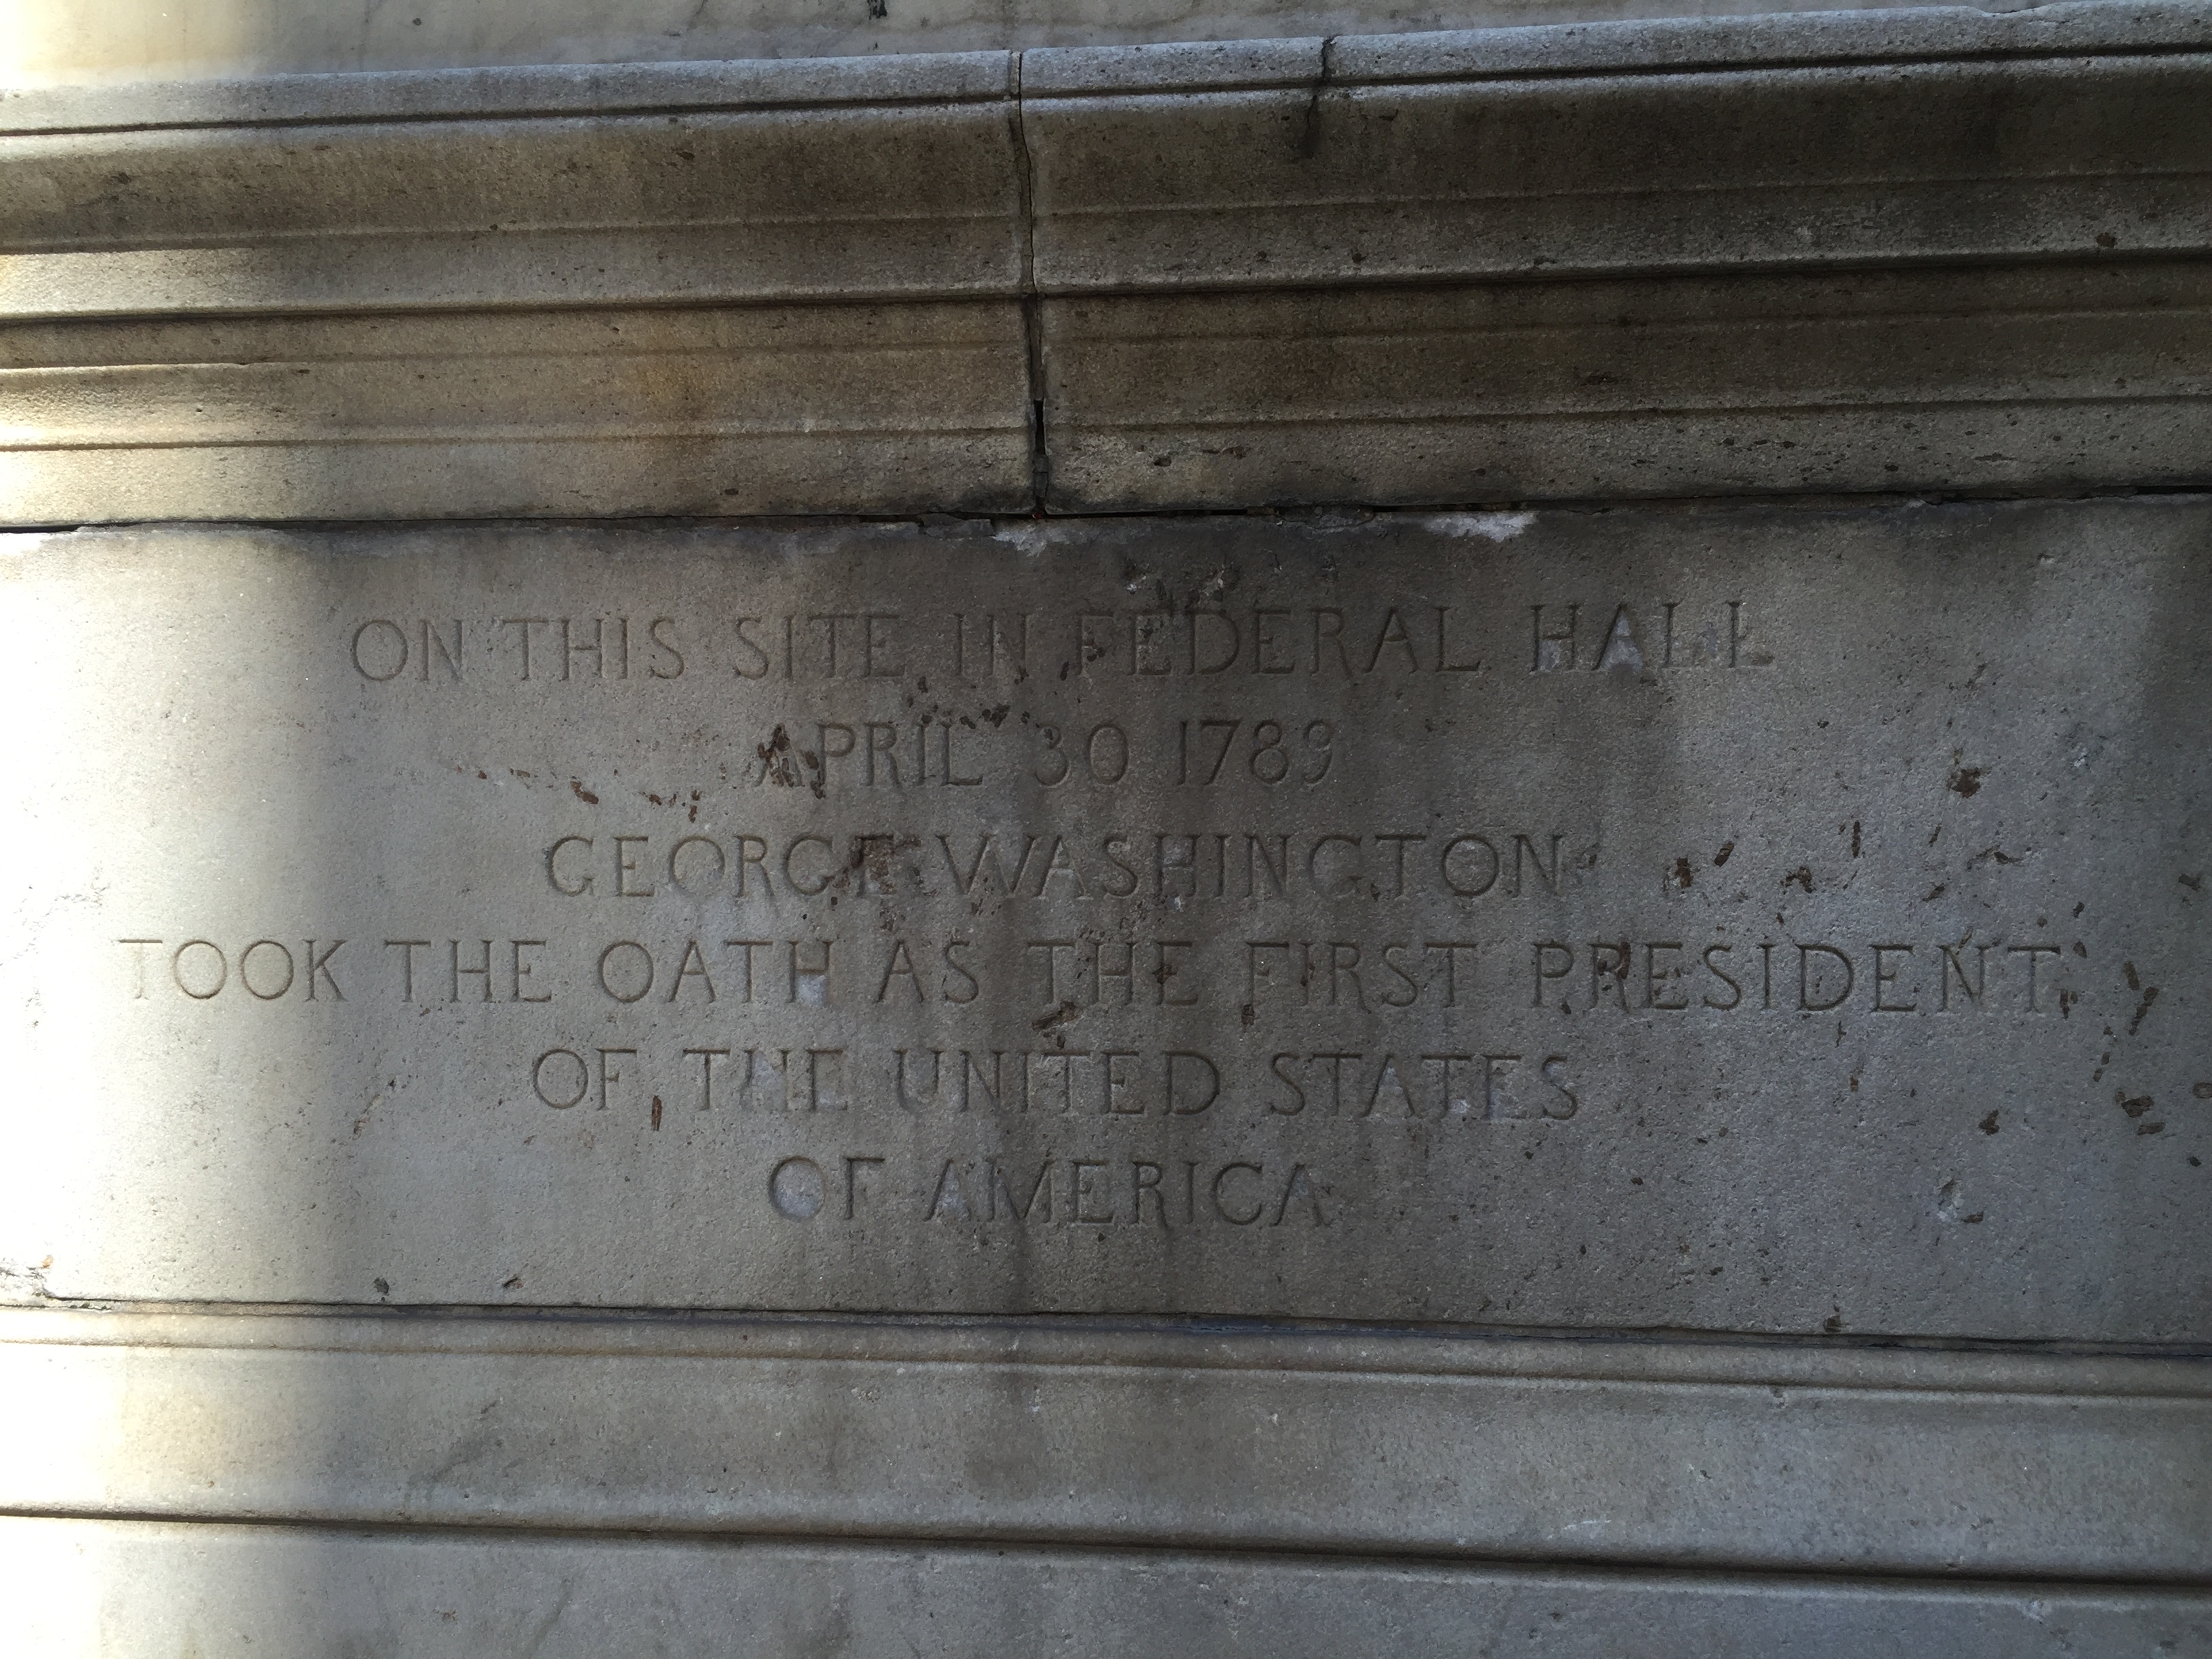 ON THIS SITE IN FEDERAL HALL
APRIL 30 1789
GEORGE WASHINGTON
TOOK THE OATH AS THE FIRST PRESIDENT
OF THE UNITED STATES
OF AMERICA